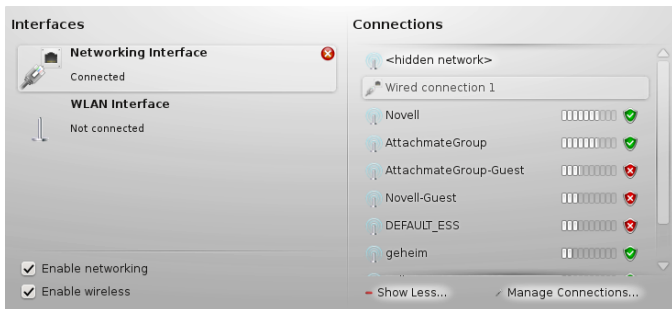 Interfaces
Networking Interface
Connected
WLAN Interface
Not connected
Enable networking
Enable wireless
Connections
<hidden network>
Wired connection 1
Novell
AttachmateGroup
AttachmateGroup-Guest
Novell-Guest
DEFAULT_ESS
geheim
Show Less...
Manage Connections...